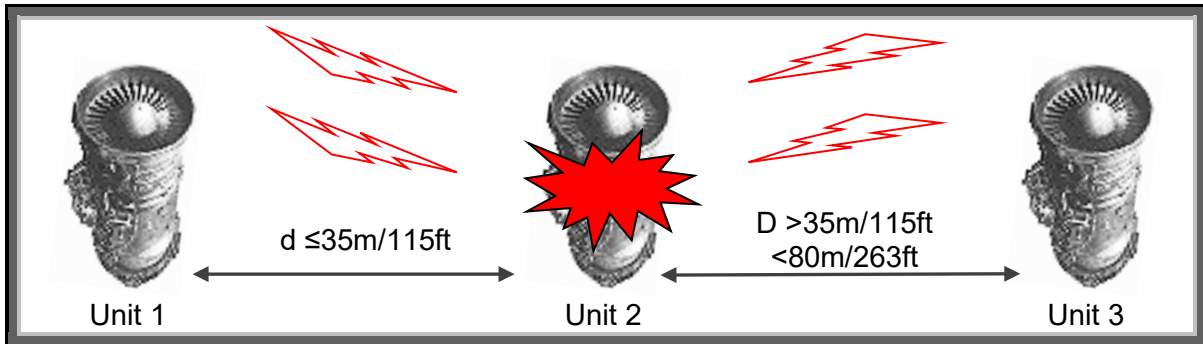 d ≤35m/115ft
D >35m/115ft
<80m/263ft
Unit 1
Unit 2
Unit 3